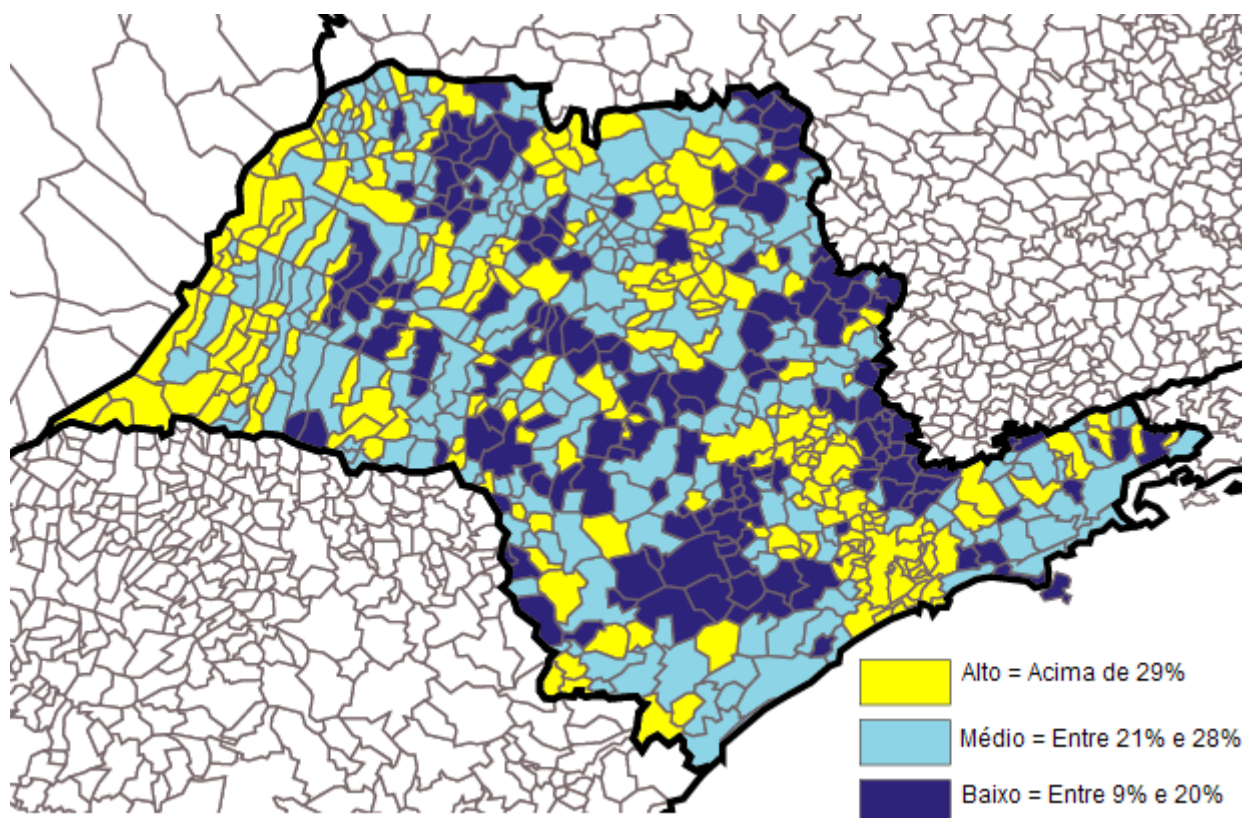 Alto = Acima de 29%
Médio = Entre 21% e 28%
Baixo = Entre 9% e 20%